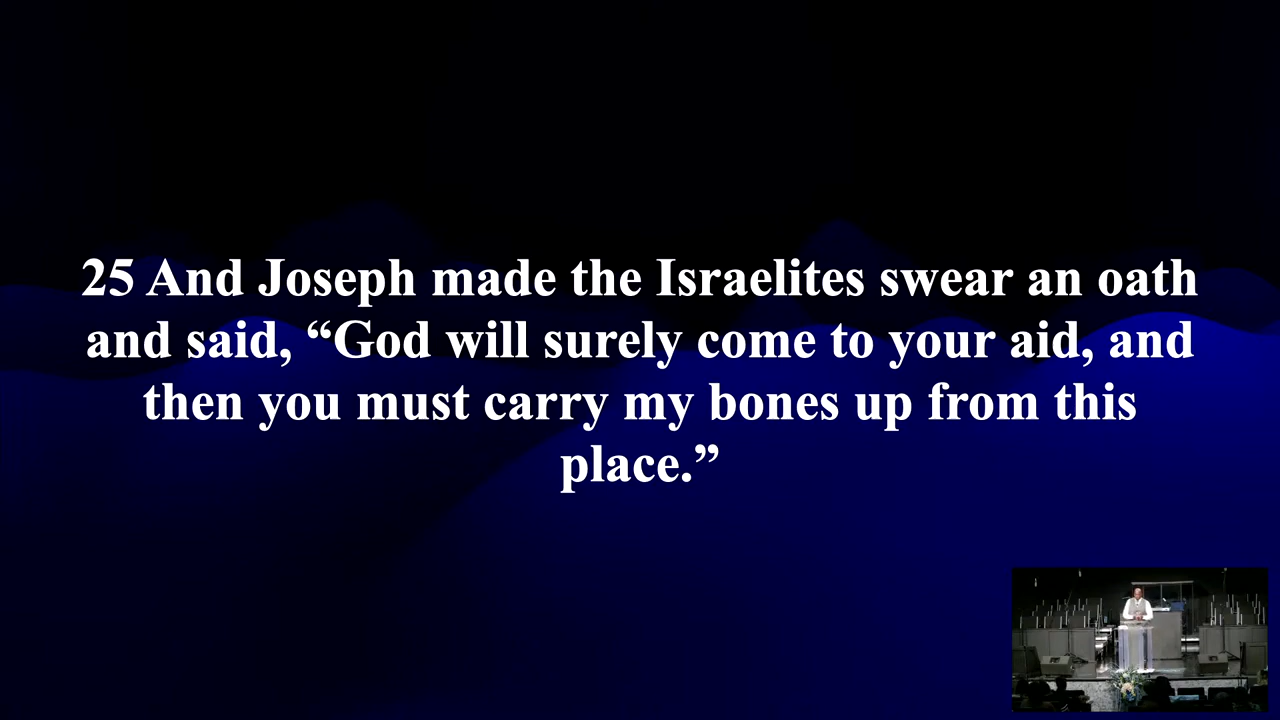 25 And Joseph made the Israelites swear an oath
and said, “God will surely come to your aid, and
then you must carry my bones up from this
place.”